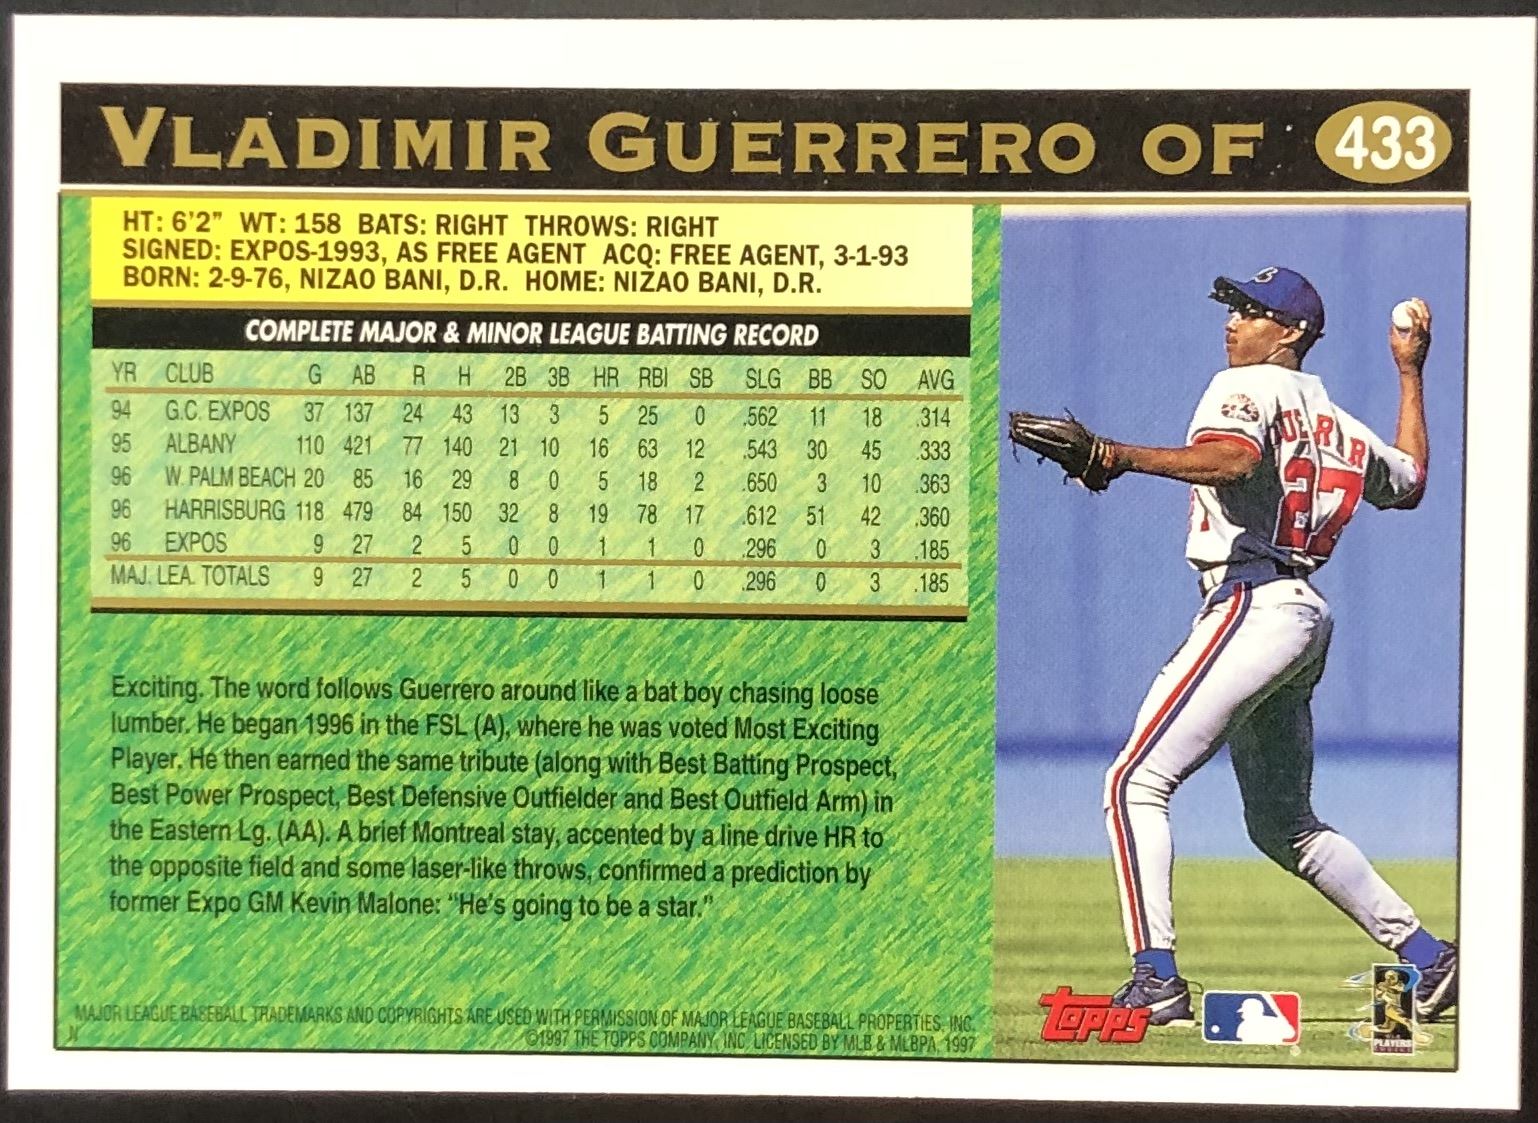 VLADIMIR GUERRERO OF 433
HT: 6'2" WT: 158 BATS: RIGHT THROWS: RIGHT
SIGNED: EXPOS-1993, AS FREE AGENT ACQ: FREE AGENT, 3-1-93
BORN: 2-9-76, NIZAO BANI, D.R. HOME: NIZAO BANI, D.R.
COMPLETE MAJOR & MINOR LEAGUE BATTING RECORD
YR CLUB G AB R H 2B 3B HR RBI SB SLG BB SO AVG
94 G.C. EXPOS 37 137 24 43 13 3 5 25 0 .562 11 18 .314
95 ALBANY 110 421 77 140 21 10 16 63 12 .543 30 45 .333
96 W. PALM BEACH 20 85 16 29 8 0 5 18 2 .650 3 10 .363
96 HARRISBURG 118 479 84 150 32 8 19 78 17 .612 51 42 .360
96 EXPOS 9 27 2 5 0 0 1 1 0 .296 0 3 .185
MAJ. LEA. TOTALS 9 27 2 5 0 0 1 1 0 .296 0 3 .185
Exciting. The word follows Guerrero around like a bat boy chasing loose
lumber. He began 1996 in the FSL (A), where he was voted Most Exciting
Player. He then earned the same tribute (along with Best Batting Prospect,
Best Power Prospect, Best Defensive Outfielder and Best Outfield Arm) in
the Eastern Lg. (AA). A brief Montreal stay, accented by a line drive HR to
the opposite field and some laser-like throws, confirmed a prediction by
former Expo GM Kevin Malone: "He's going to be a star."
MAJOR LEAGUE BASEBALL TRADEMARKS AND COPYRIGHTS ARE USED WITH PERMISSION OF MAJOR LEAGUE BASEBALL PROPERTIES, INC.
N ©1997 THE TOPPS COMPANY, INC. LICENSED BY MLB & MLBPA, 1997
UERRER
27
topps
PLAYERS
CHOICE